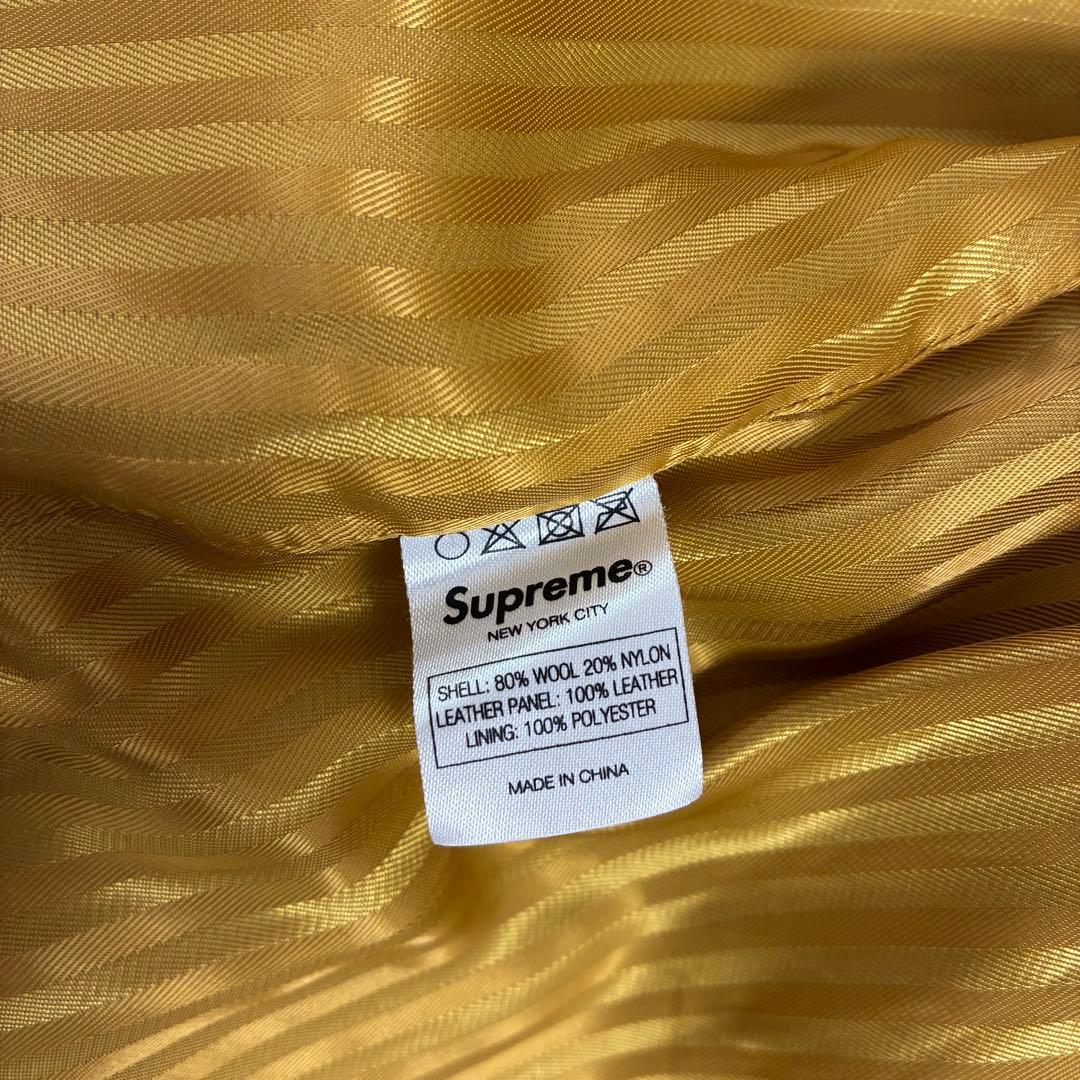 Supreme®
NEW YORK CITY
SHELL: 80% WOOL 20% NYLON
LEATHER PANEL: 100% LEATHER
LINING: 100% POLYESTER
MADE IN CHINA